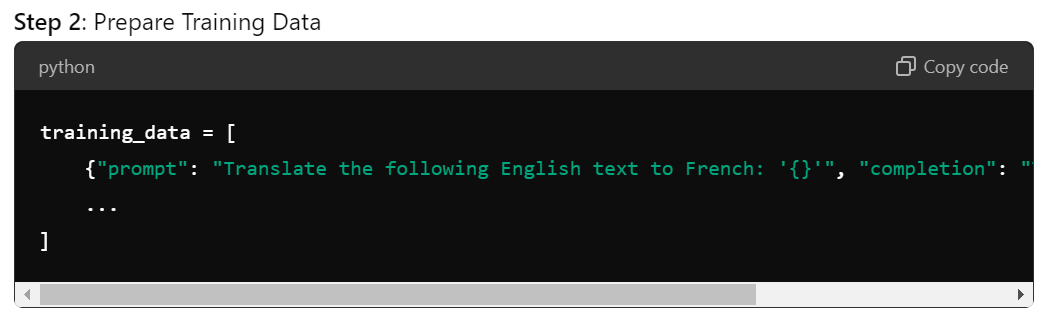 Step 2: Prepare Training Data
python Copy code
training_data = [
{"prompt": "Translate the following English text to French: '{}'", "completion": "
...
]